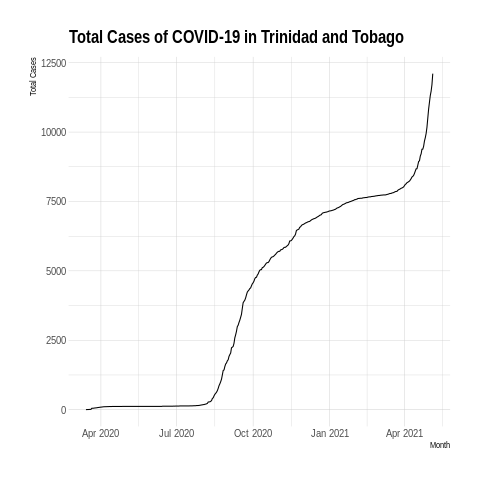 Total Cases of COVID-19 in Trinidad and Tobago
Total Cases
12500
10000
7500
5000
2500
0
Apr 2020
Jul 2020
Oct 2020
Jan 2021
Apr 2021
Month